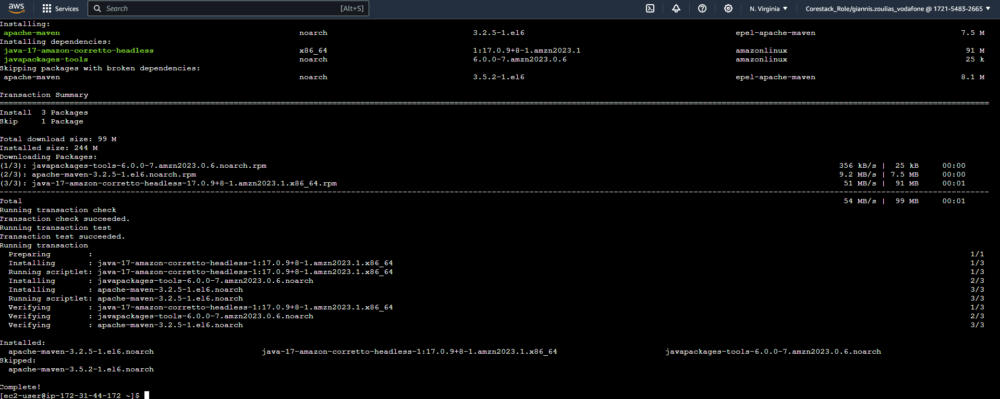 aws Services Search [Alt+S] N. Virginia Corestack_Role/giannis.zoulias_vodafone @ 1721-5483-2665
Installing:
apache-maven noarch 3.2.5-1.el6 epel-apache-maven 7.5 M
Installing dependencies:
java-17-amazon-corretto-headless x86_64 1:17.0.9+8-1.amzn2023.1 amazonlinux 91 M
javapackages-tools noarch 6.0.0-7.amzn2023.0.6 amazonlinux 25 k
Skipping packages with broken dependencies:
apache-maven noarch 3.5.2-1.el6 epel-apache-maven 8.1 M
Transaction Summary
Install 3 Packages
Skip 1 Package
Total download size: 99 M
Installed size: 244 M
Downloading Packages:
(1/3): javapackages-tools-6.0.0-7.amzn2023.0.6.noarch.rpm 356 kB/s | 25 kB 00:00
(2/3): apache-maven-3.2.5-1.el6.noarch.rpm 9.2 MB/s | 7.5 MB 00:00
(3/3): java-17-amazon-corretto-headless-17.0.9+8-1.amzn2023.1.x86_64.rpm 51 MB/s | 91 MB 00:01
Total 54 MB/s | 99 MB 00:01
Running transaction check
Transaction check succeeded.
Running transaction test
Transaction test succeeded.
Running transaction
Preparing : 1/1
Installing : java-17-amazon-corretto-headless-1:17.0.9+8-1.amzn2023.1.x86_64 1/3
Running scriptlet: java-17-amazon-corretto-headless-1:17.0.9+8-1.amzn2023.1.x86_64 1/3
Installing : javapackages-tools-6.0.0-7.amzn2023.0.6.noarch 2/3
Installing : apache-maven-3.2.5-1.el6.noarch 3/3
Running scriptlet: apache-maven-3.2.5-1.el6.noarch 3/3
Verifying : java-17-amazon-corretto-headless-1:17.0.9+8-1.amzn2023.1.x86_64 1/3
Verifying : javapackages-tools-6.0.0-7.amzn2023.0.6.noarch 2/3
Verifying : apache-maven-3.2.5-1.el6.noarch 3/3
Installed:
apache-maven-3.2.5-1.el6.noarch java-17-amazon-corretto-headless-1:17.0.9+8-1.amzn2023.1.x86_64 javapackages-tools-6.0.0-7.amzn2023.0.6.noarch
Skipped:
apache-maven-3.5.2-1.el6.noarch
Complete!
[ec2-user@ip-172-31-44-172 ~]$